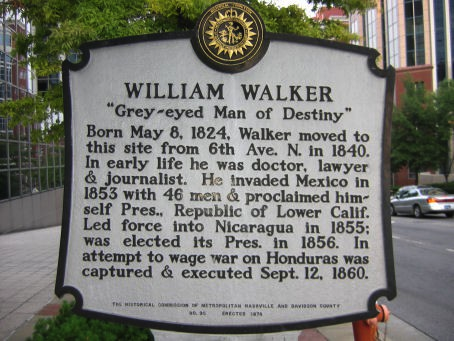 WILLIAM WALKER
"Grey-eyed Man of Destiny"
Born May 8, 1824, Walker moved to
this site from 6th Ave. N. in 1840.
In early life he was doctor, lawyer
& journalist. He invaded Mexico in
1853 with 46 men & proclaimed him-
self Pres., Republic of Lower Calif.
Led force into Nicaragua in 1855;
was elected its Pres. in 1856. In
attempt to wage war on Honduras was
captured & executed Sept. 12, 1860.
THE HISTORICAL COMMISSION OF METROPOLITAN NASHVILLE AND DAVIDSON COUNTY
ERECTED